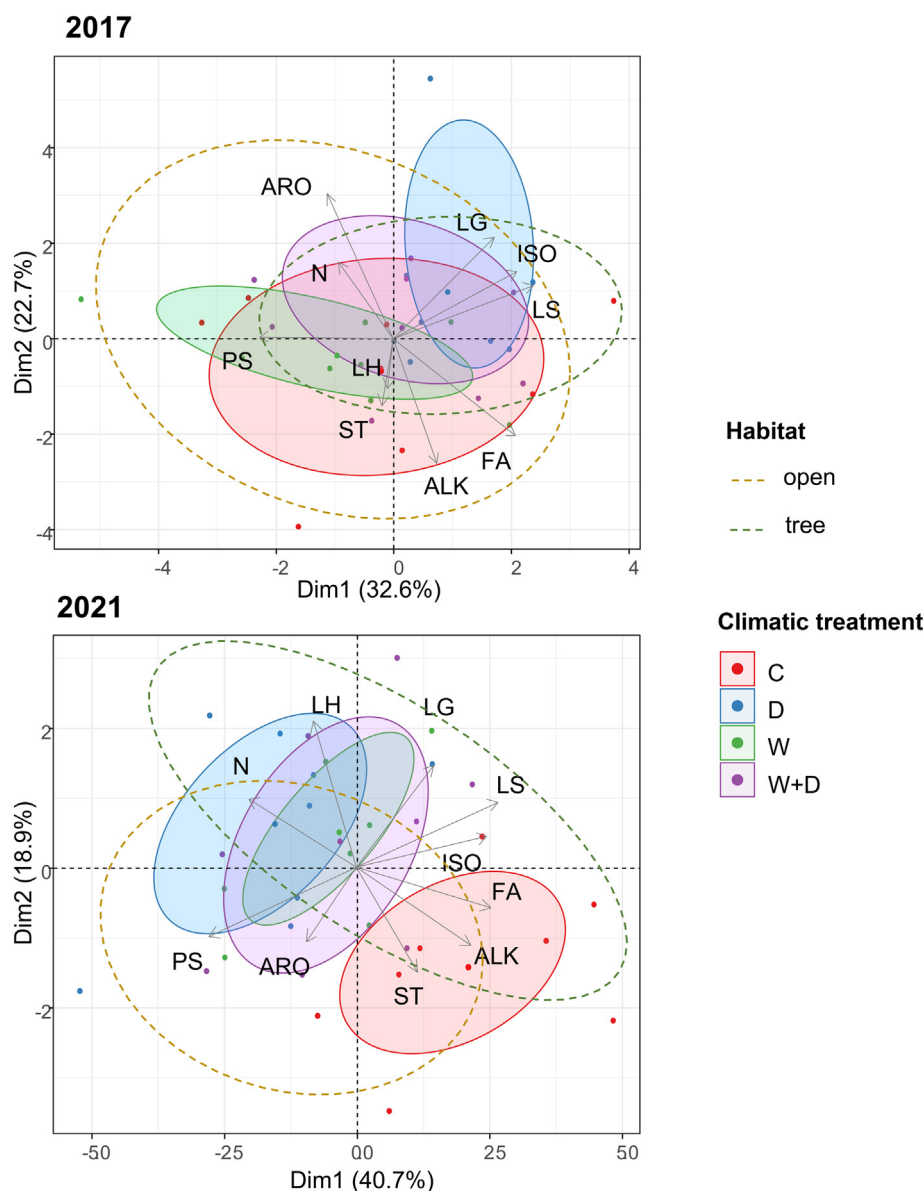 2017
4
2
0
-2
-4
Dim2 (22.7%)
ARO
LG
N
ISO
LS
PS
LH
ST
FA
ALK
-4
-2
0
2
4
Dim1 (32.6%)
Habitat
open
tree
2021
2
0
-2
Dim2 (18.9%)
LH
LG
N
LS
ISO
FA
PS
ARO
ALK
ST
-50
-25
00
25
50
Dim1 (40.7%)
Climatic treatment
C
D
W
W+D